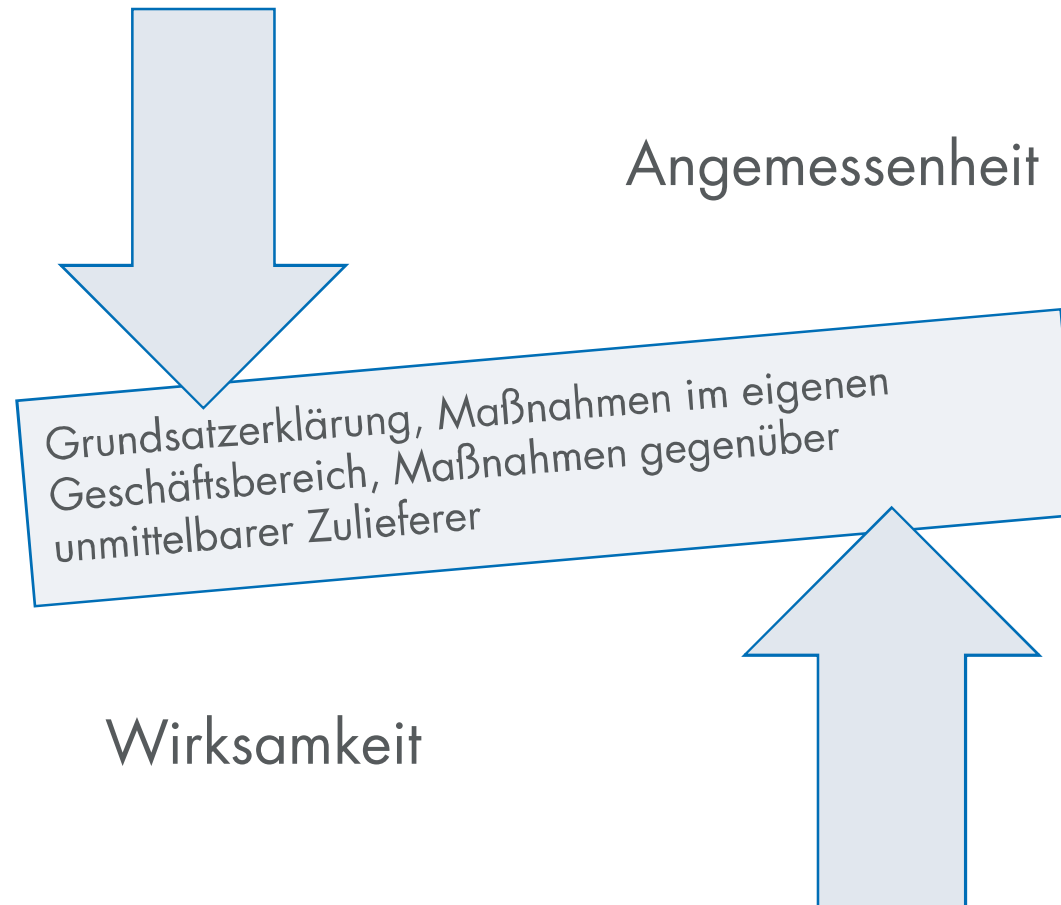 Angemessenheit
Grundsatzerklärung, Maßnahmen im eigenen
Geschäftsbereich, Maßnahmen gegenüber
unmittelbarer Zulieferer
Wirksamkeit